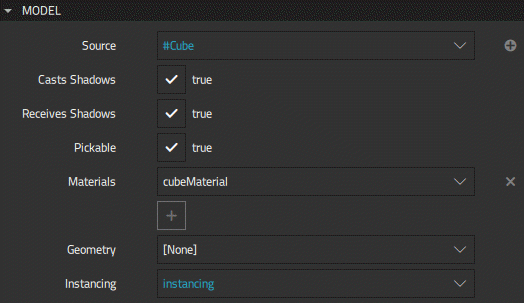 MODEL
Source #Cube
Casts Shadows true
Receives Shadows true
Pickable true
Materials cubeMaterial
Geometry [None]
Instancing instancing